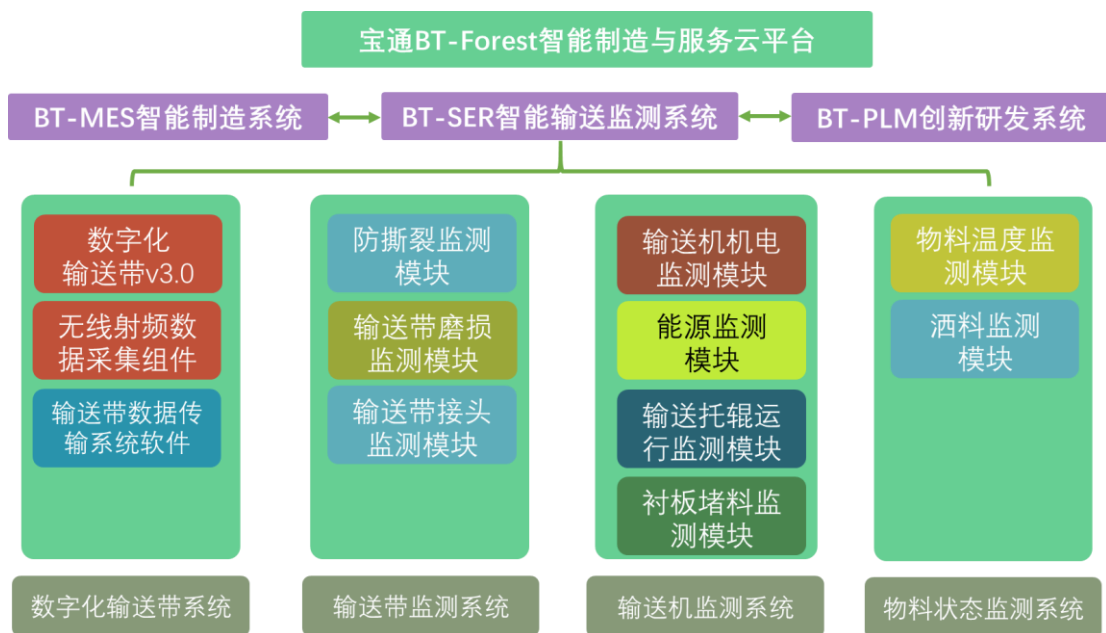 宝通BT-Forest智能制造与服务云平台
BT-MES智能制造系统
BT-SER智能输送监测系统
BT-PLM创新研发系统
数字化
输送带v3.0
无线射频数
据采集组件
输送带数据传
输系统软件
数字化输送带系统
防撕裂监测
模块
输送带磨损
监测模块
输送带接头
监测模块
输送带监测系统
输送机机电
监测模块
能源监测
模块
输送托辊运
行监测模块
衬板堵料监
测模块
输送机监测系统
物料温度监
测模块
洒料监测
模块
物料状态监测系统